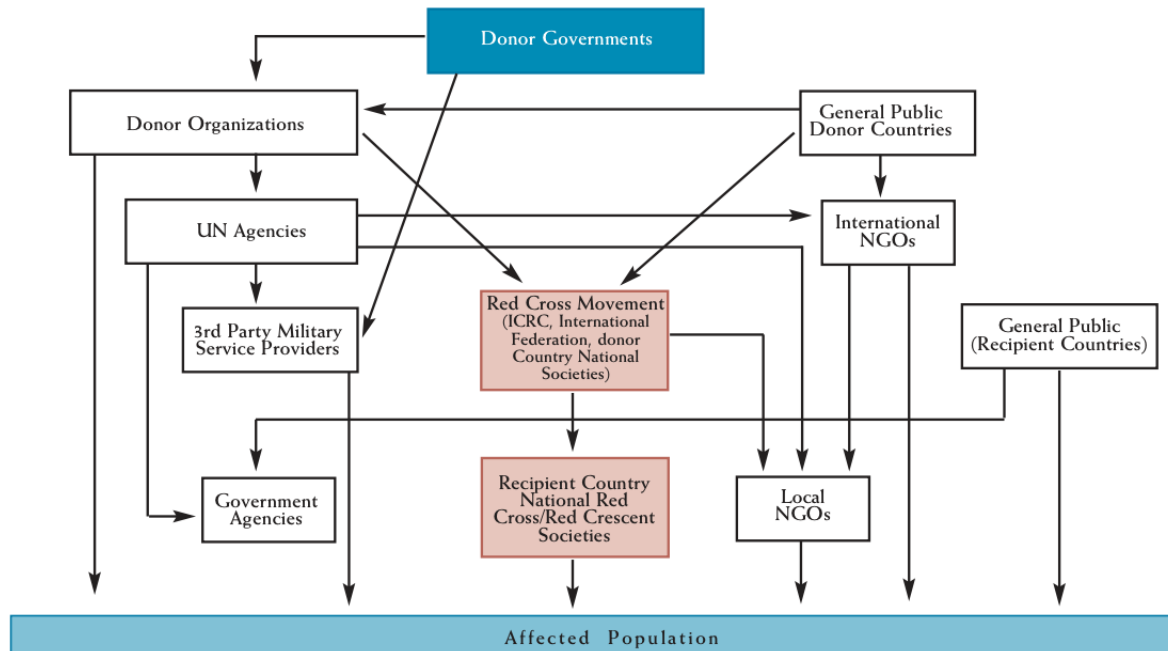 Donor Governments
Donor Organizations
General Public
Donor Countries
UN Agencies
International
NGOs
3rd Party Military
Service Providers
Red Cross Movement
(ICRC, International
Federation, donor
Country National
Societies)
General Public
(Recipient Countries)
Government
Agencies
Recipient Country
National Red
Cross/Red Crescent
Societies
Local
NGOs
Affected Population